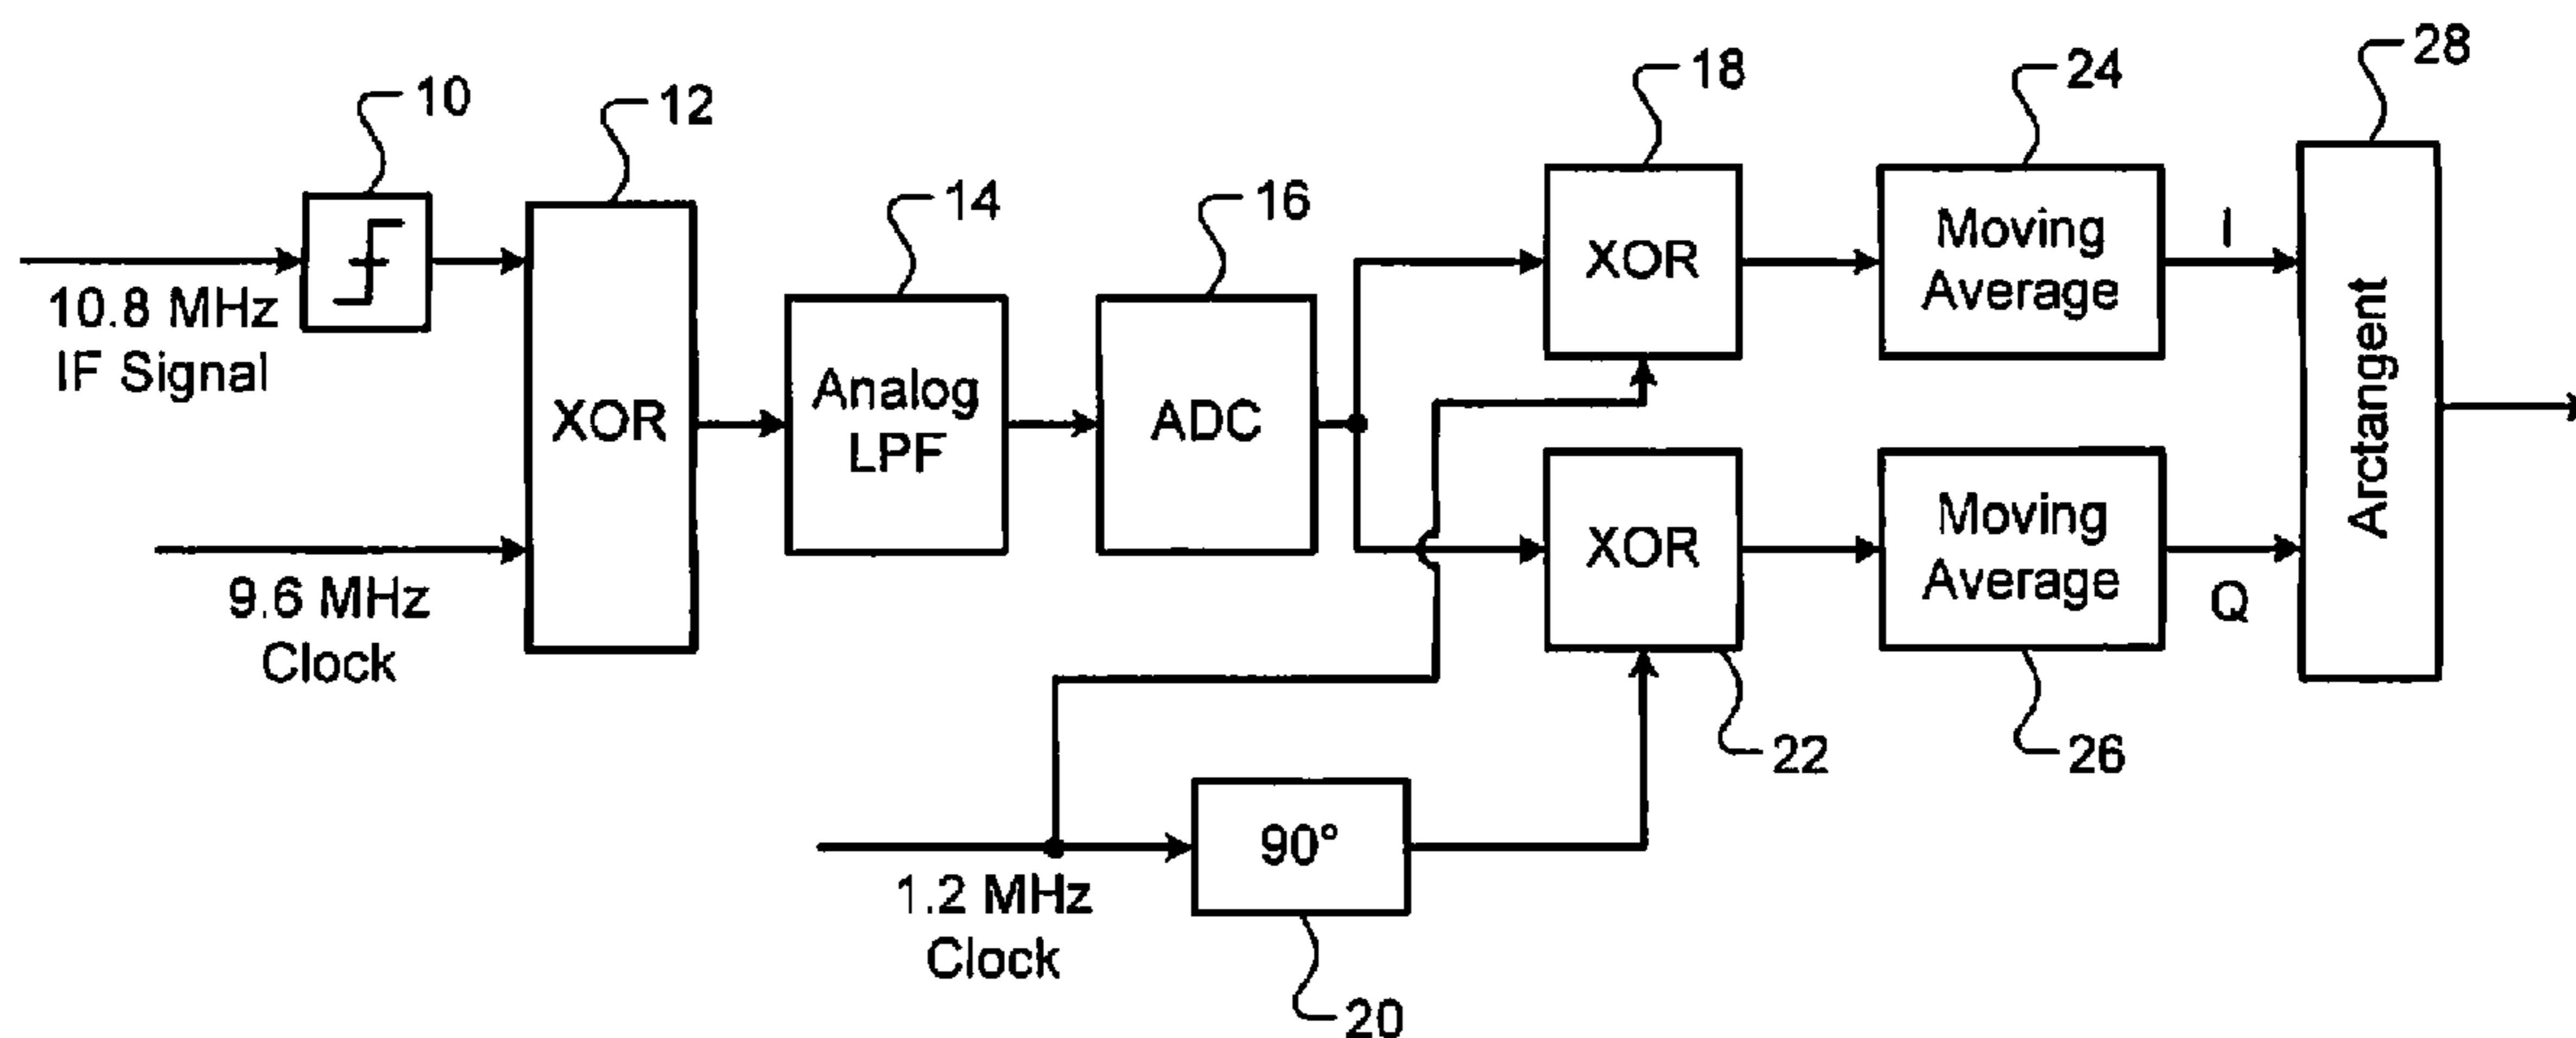 10
12
14
16
18
24
28
10.8 MHz
IF Signal
XOR
Analog
LPF
ADC
XOR
Moving
Average
I
Arctangent
9.6 MHz
Clock
XOR
Moving
Average
Q
22
26
1.2 MHz
Clock
90°
20